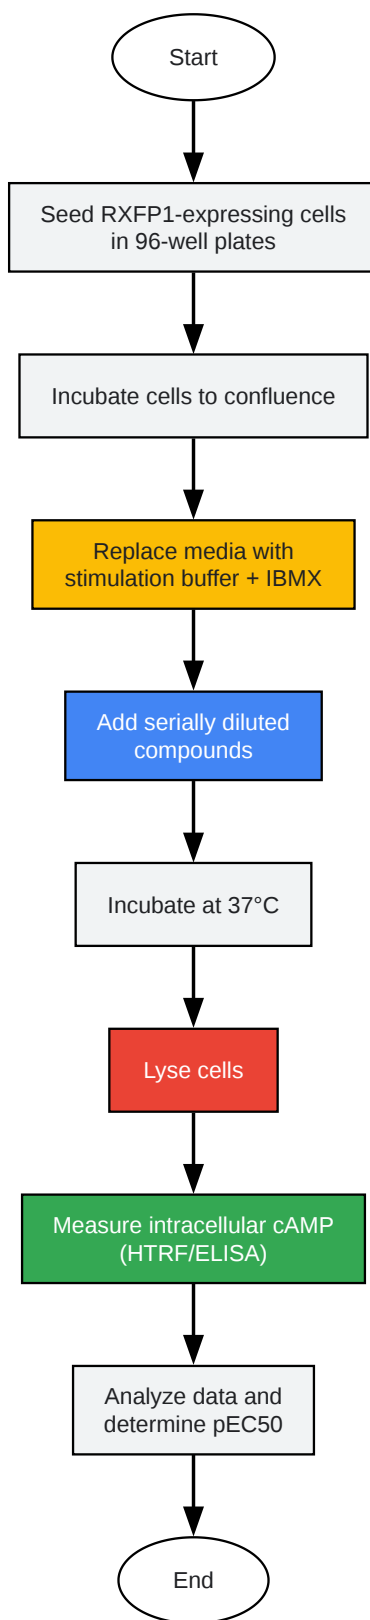 Start
Seed RXFP1-expressing cells
in 96-well plates
Incubate cells to confluence
Replace media with
stimulation buffer + IBMX
Add serially diluted
compounds
Incubate at 37°C
Lyse cells
Measure intracellular cAMP
(HTRF/ELISA)
Analyze data and
determine pEC50
End